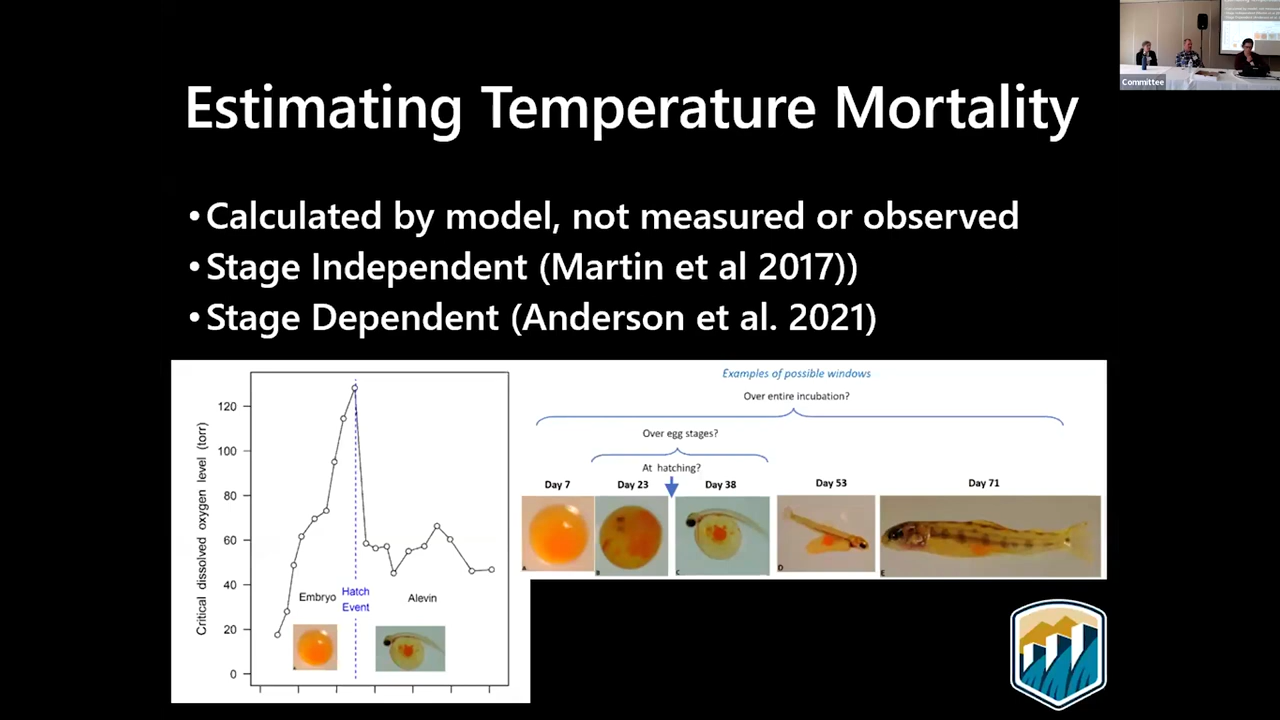 Committee
Estimating Temperature Mortality
• Calculated by model, not measured or observed
• Stage Independent (Martin et al 2017))
• Stage Dependent (Anderson et al. 2021)
Critical dissolved oxygen level (torr)
120
100
80
60
40
20
0
Embryo
Hatch
Event
Alevin
Examples of possible windows
Over entire incubation?
Over egg stages?
At hatching?
Day 7
Day 23
Day 38
Day 53
Day 71